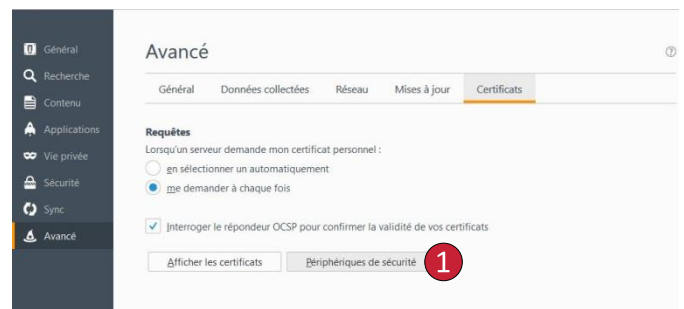 Général
Recherche
Contenu
Applications
Vie privée
Sécurité
Sync
Avancé
Avancé
?
Général Données collectées Réseau Mises à jour Certificats
Requêtes
Lorsqu'un serveur demande mon certificat personnel :
en sélectionner un automatiquement
me demander à chaque fois
Interroger le répondeur OCSP pour confirmer la validité de vos certificats
Afficher les certificats Périphériques de sécurité 1